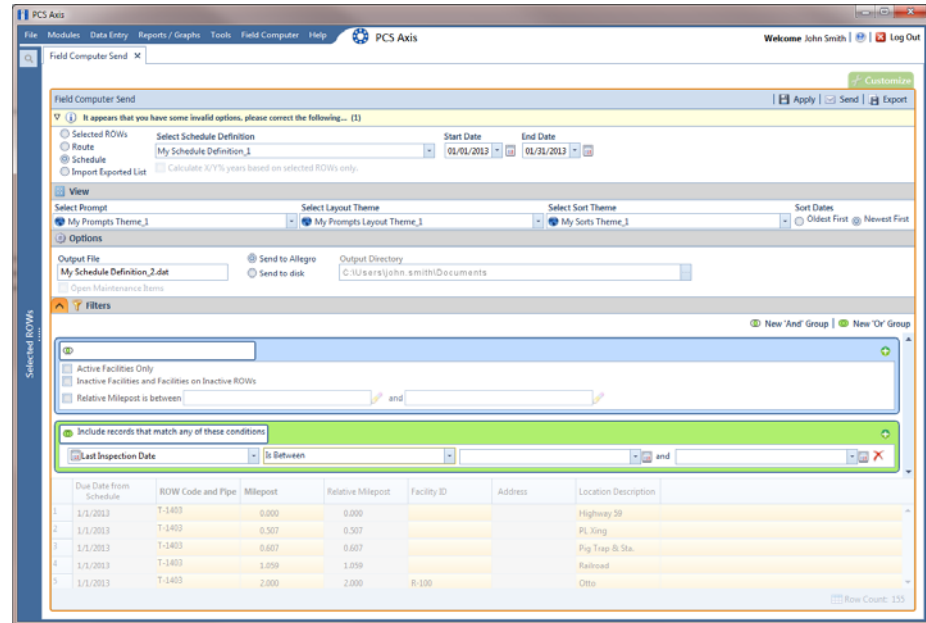 PCS Axis
File Modules Data Entry Reports / Graphs Tools Field Computer Help PCS Axis Welcome John Smith Log Out
Field Computer Send X
Customize
Field Computer Send Apply Send Export
It appears that you have some invalid options, please correct the following... (1)
Selected ROWs
Route
Schedule
Import Exported List
Select Schedule Definition Start Date End Date
My Schedule Definition_1 01/01/2013 01/31/2013
Calculate X/Y% years based on selected ROWs only.
View
Select Prompt Select Layout Theme Select Sort Theme Sort Dates
My Prompts Theme_1 My Prompts Layout Theme_1 My Sorts Theme_1 Oldest First Newest First
Options
Output File Send to Allegro Output Directory
My Schedule Definition_2.dat Send to disk C:\Users\john.smith\Documents
Open Maintenance Items
Filters
New 'And' Group New 'Or' Group
Selected ROWs
Active Facilities Only
Inactive Facilities and Facilities on Inactive ROWs
Relative Milepost is between and
Include records that match any of these conditions
Last Inspection Date Is Between and
Due Date from Schedule ROW Code and Pipe Milepost Relative Milepost Facility ID Address Location Description
1 1/1/2013 T-1403 0.000 0.000 Highway 59
2 1/1/2013 T-1403 0.507 0.507 PL Xing
3 1/1/2013 T-1403 0.607 0.607 Pig Trap & Sta.
4 1/1/2013 T-1403 1.059 1.059 Railroad
5 1/1/2013 T-1403 2.000 2.000 R-100 Otto
Row Count: 155